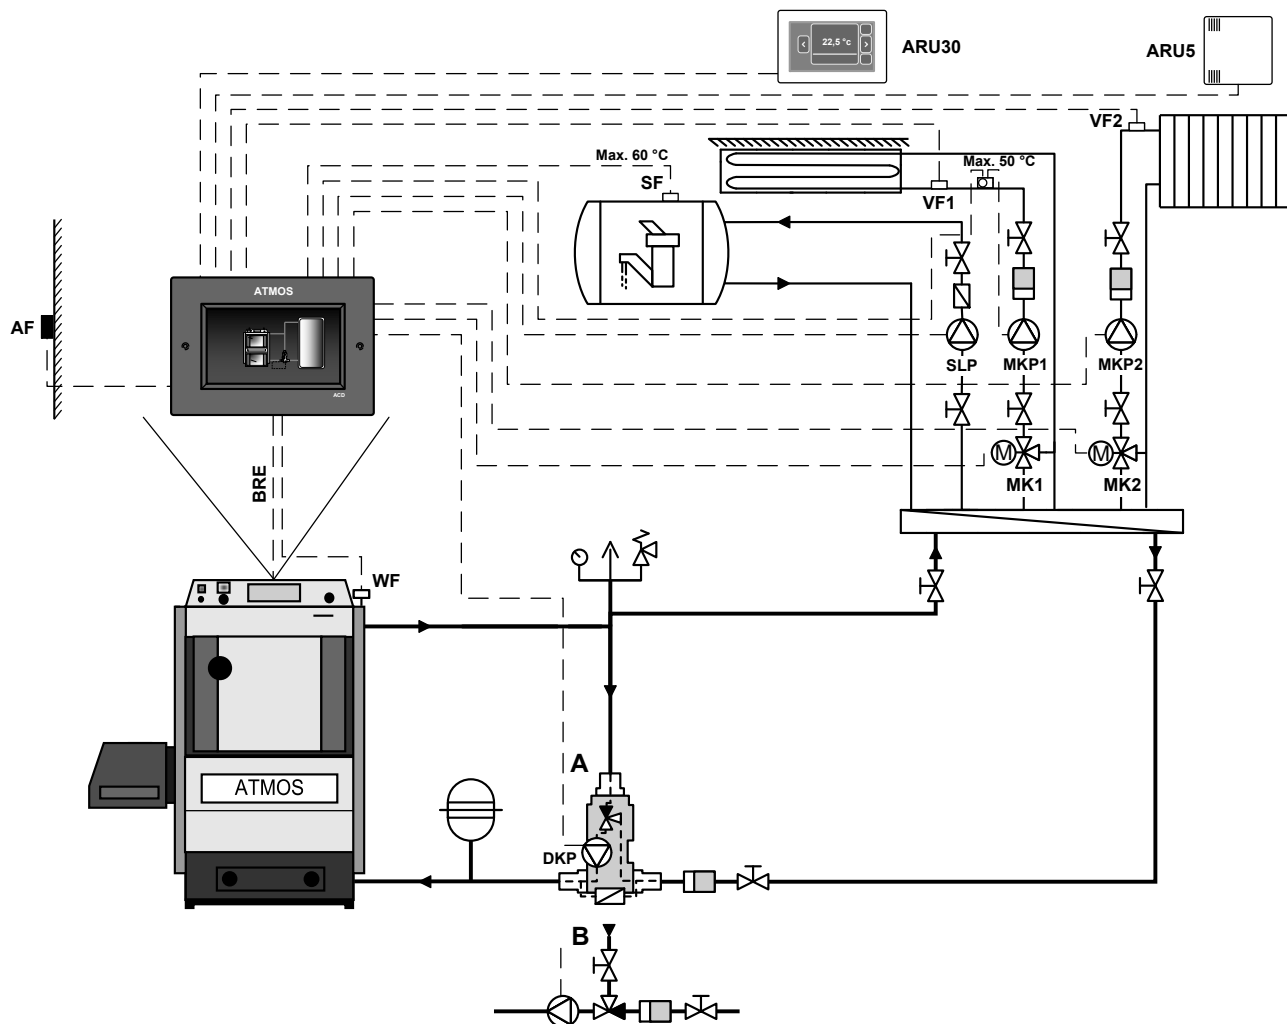 22,5 °c
ARU30
ARU5
VF2
Max. 60 °C
SF
Max. 50 °C
VF1
ATMOS
AF
ACD
SLP
MKP1
MKP2
BRE
M
M
MK1
MK2
WF
A
ATMOS
DKP
B